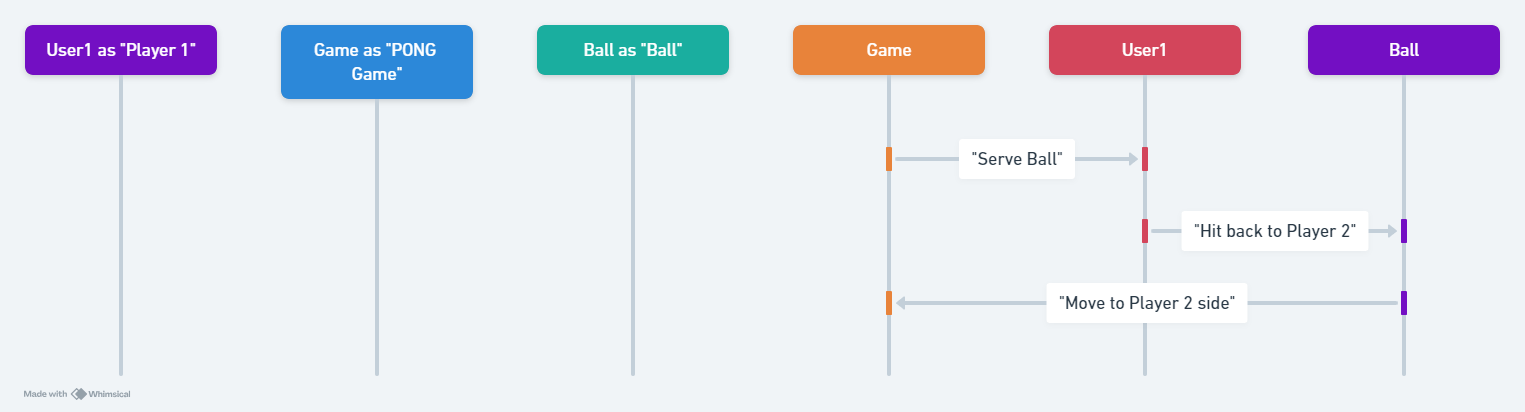 User1 as "Player 1"
Game as "PONG
Game"
Ball as "Ball"
Game
User1
Ball
"Serve Ball"
"Hit back to Player 2"
"Move to Player 2 side"
Made with Whimsical